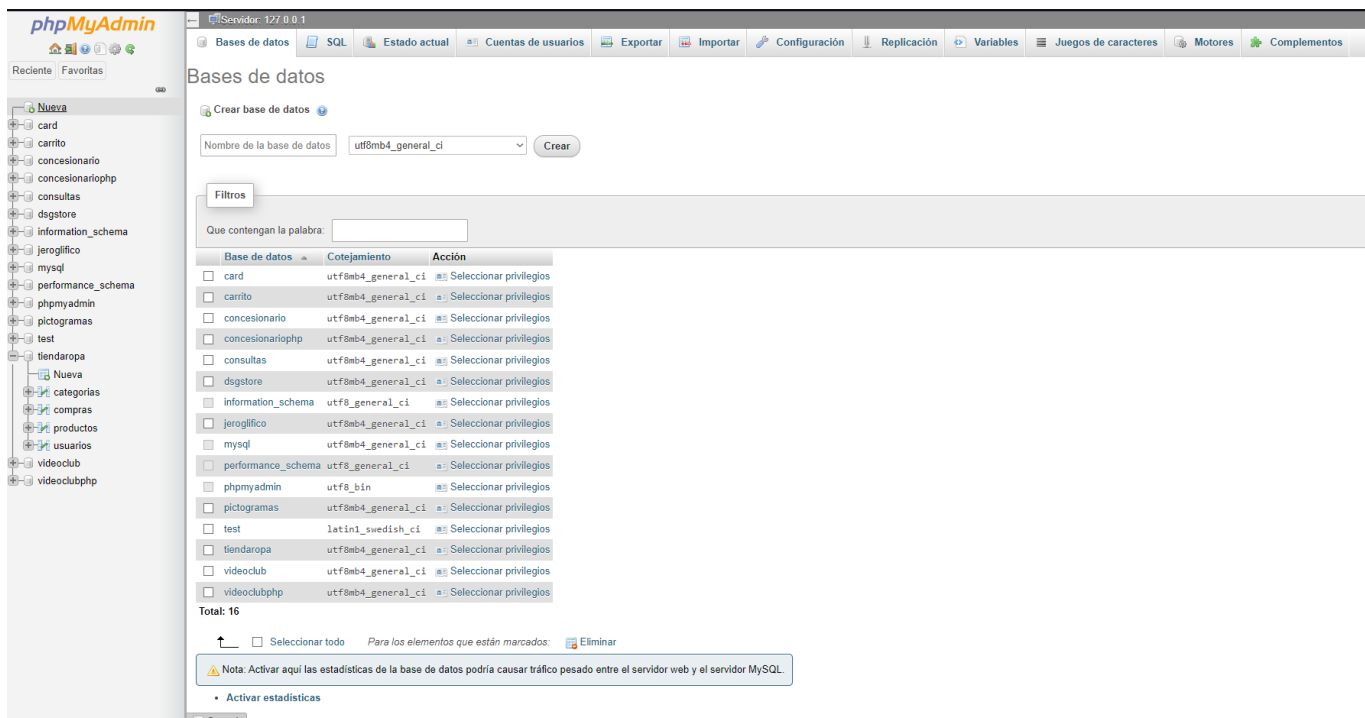 phpMyAdmin
Reciente Favoritas
Nueva
card
carrito
concesionario
concesionariophp
consultas
dsgstore
information_schema
jeroglifico
mysql
performance_schema
phpmyadmin
pictogramas
test
tiendaropa
Nueva
categorias
compras
productos
usuarios
videoclub
videoclubphp
Servidor: 127.0.0.1
Bases de datos SQL Estado actual Cuentas de usuarios Exportar Importar Configuración Replicación Variables Juegos de caracteres Motores Complementos
Bases de datos
Crear base de datos
Nombre de la base de datos utf8mb4_general_ci Crear
Filtros
Que contengan la palabra:
Base de datos Cotejamiento Acción
card utf8mb4_general_ci Seleccionar privilegios
carrito utf8mb4_general_ci Seleccionar privilegios
concesionario utf8mb4_general_ci Seleccionar privilegios
concesionariophp utf8mb4_general_ci Seleccionar privilegios
consultas utf8mb4_general_ci Seleccionar privilegios
dsgstore utf8mb4_general_ci Seleccionar privilegios
information_schema utf8_general_ci Seleccionar privilegios
jeroglifico utf8mb4_general_ci Seleccionar privilegios
mysql utf8mb4_general_ci Seleccionar privilegios
performance_schema utf8_general_ci Seleccionar privilegios
phpmyadmin utf8_bin Seleccionar privilegios
pictogramas utf8mb4_general_ci Seleccionar privilegios
test latin1_swedish_ci Seleccionar privilegios
tiendaropa utf8mb4_general_ci Seleccionar privilegios
videoclub utf8mb4_general_ci Seleccionar privilegios
videoclubphp utf8mb4_general_ci Seleccionar privilegios
Total: 16
Seleccionar todo Para los elementos que están marcados: Eliminar
Nota: Activar aquí las estadísticas de la base de datos podría causar tráfico pesado entre el servidor web y el servidor MySQL.
• Activar estadísticas